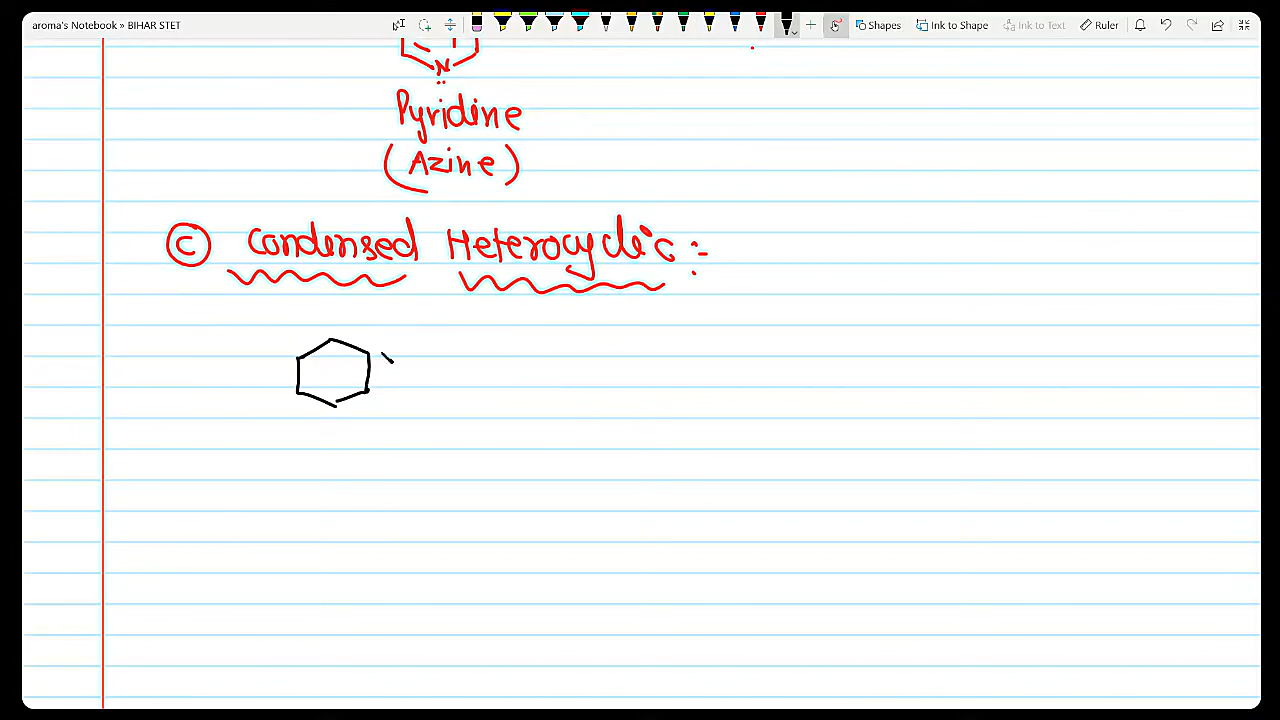 aroma's Notebook » BIHAR STET
Shapes Ink to Shape Ink to Text Ruler
N
Pyridine
(Azine)
C Condensed Heterocyclic :-